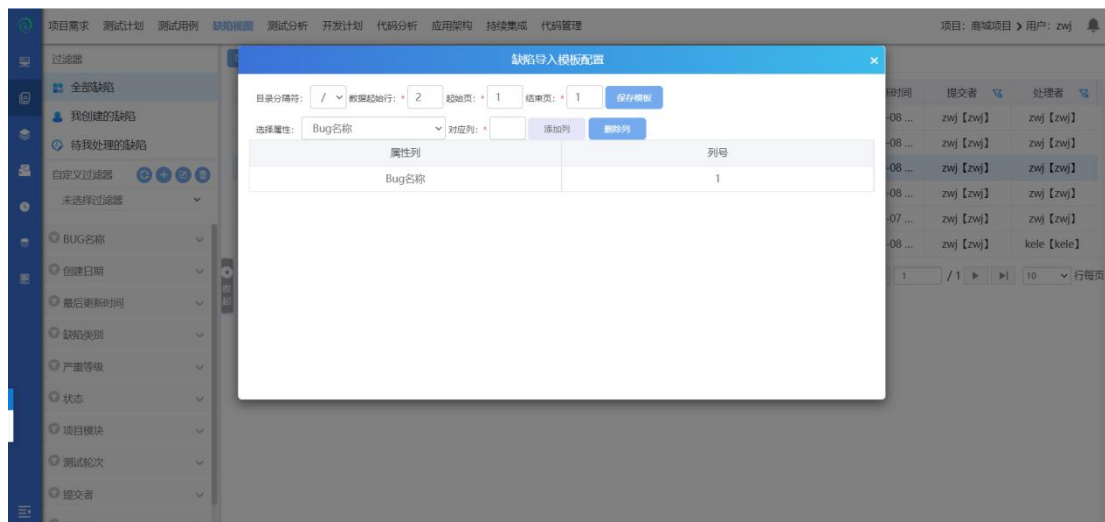 项目需求 测试计划 测试用例 缺陷视图 测试分析 开发计划 代码分析 应用架构 持续集成 代码管理 项目：商城项目 用户：zwj
过滤器
全部缺陷
我创建的缺陷
待我处理的缺陷
自定义过滤器
未选择过滤器
BUG名称
创建日期
最后更新时间
缺陷类别
严重等级
状态
项目模块
测试轮次
提交者
收起
缺陷导入模板配置 ×
目录分隔符： / 数据起始行：* 2 起始页：* 1 结束页：* 1 保存模板
选择属性： Bug名称 对应列：* 添加列 删除列
属性列 列号
Bug名称 1
时间 提交者 处理者
-08 ... zwj【zwj】 zwj【zwj】
-08 ... zwj【zwj】 zwj【zwj】
-08 ... zwj【zwj】 zwj【zwj】
-08 ... zwj【zwj】 zwj【zwj】
-07 ... zwj【zwj】 zwj【zwj】
-08 ... zwj【zwj】 kele【kele】
1 / 1 10 行每页